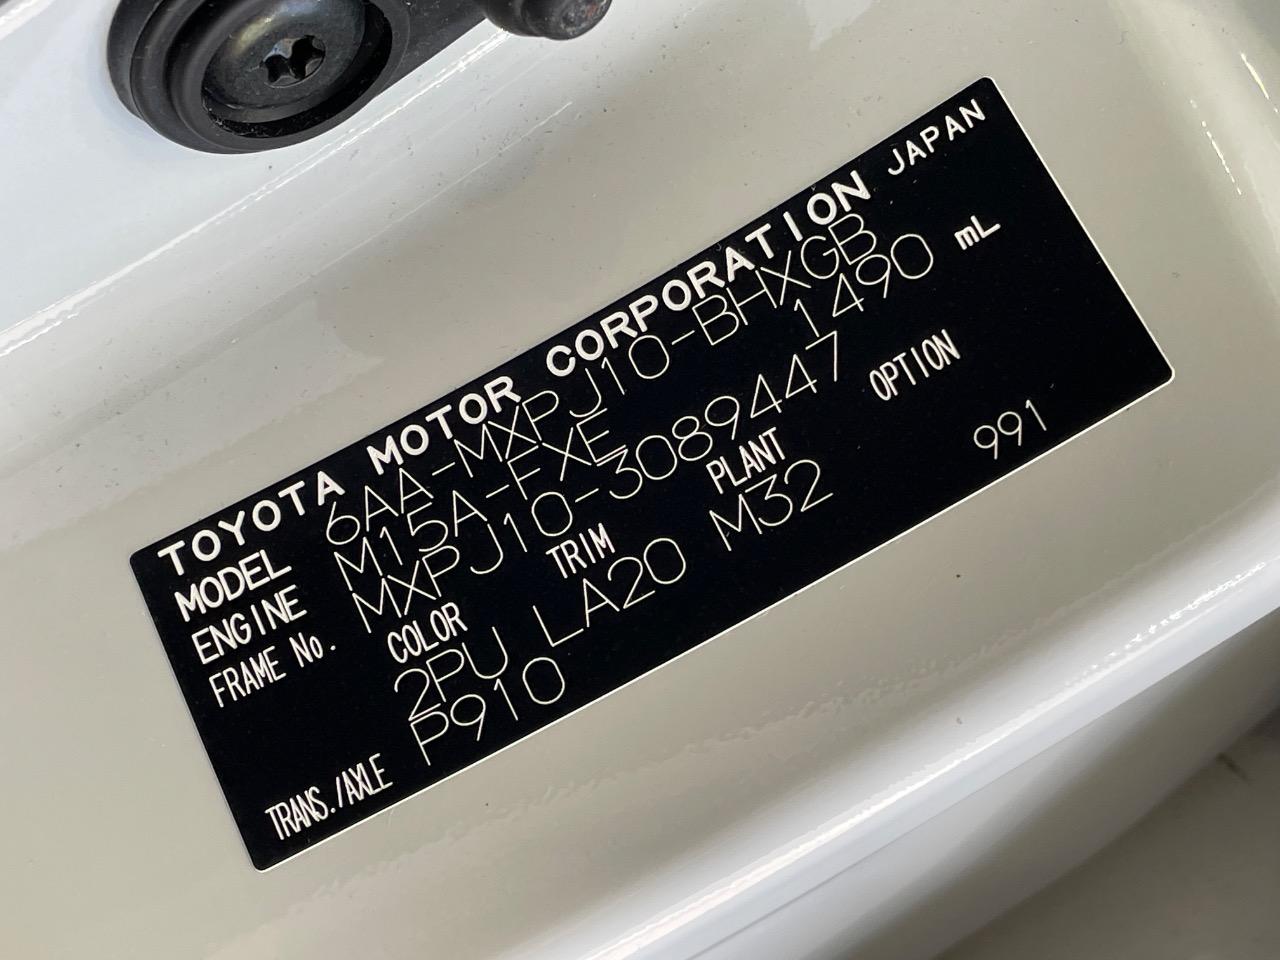 TOYOTA MOTOR CORPORATION JAPAN
MODEL 6AA-MXPJ10-BHXGB
ENGINE M15A-FXE 1490 mL
FRAME No. MXPJ10-3089447
COLOR TRIM PLANT OPTION
2PU LA20 M32 991
TRANS./AXLE P910